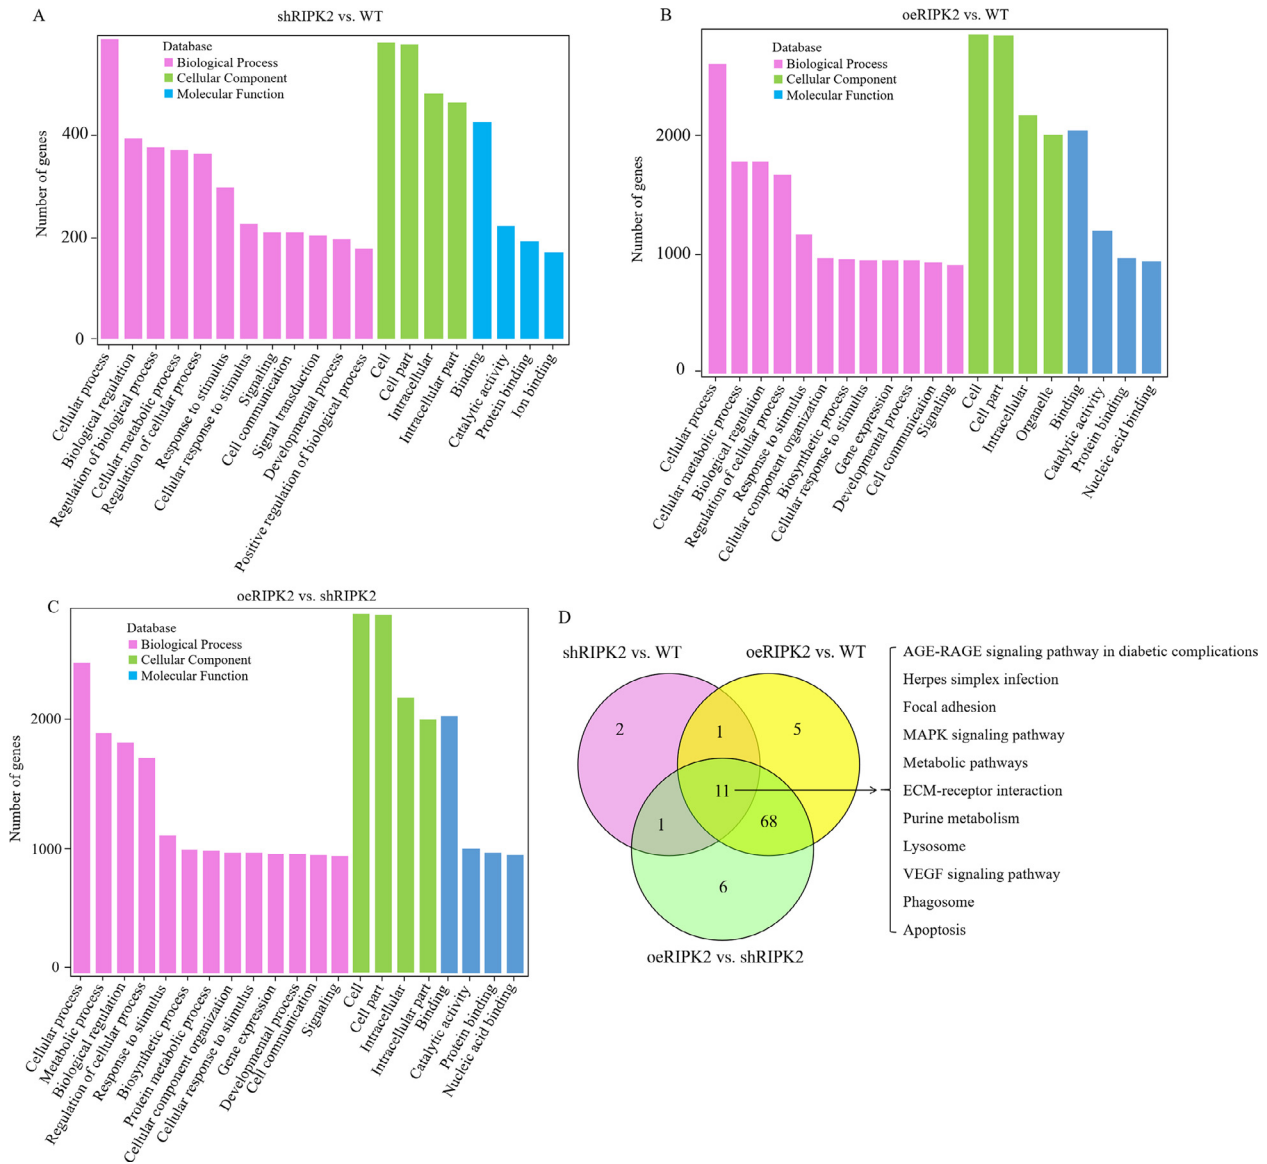 A
shRIPK2 vs. WT
Database
Biological Process
Cellular Component
Molecular Function
Number of genes
400
200
0
Cellular process
Biological regulation
Regulation of biological process
Cellular metabolic process
Regulation of cellular process
Response to stimulus
Cellular response to stimulus
Signaling
Cell communication
Signal transduction
Developmental process
Positive regulation of biological process
Cell
Cell part
Intracellular
Intracellular part
Binding
Catalytic activity
Protein binding
Ion binding
B
oeRIPK2 vs. WT
Database
Biological Process
Cellular Component
Molecular Function
Number of genes
2000
1000
0
Cellular process
Cellular metabolic process
Biological regulation
Regulation of cellular process
Response to stimulus
Cellular component organization
Biosynthetic process
Cellular response to stimulus
Gene expression
Developmental process
Cell communication
Signaling
Cell
Cell part
Intracellular
Organelle
Binding
Catalytic activity
Protein binding
Nucleic acid binding
C
oeRIPK2 vs. shRIPK2
Database
Biological Process
Cellular Component
Molecular Function
Number of genes
2000
1000
0
Cellular process
Metabolic process
Biological regulation
Regulation of cellular process
Response to stimulus
Biosynthetic process
Protein metabolic process
Cellular component organization
Cellular response to stimulus
Gene expression
Developmental process
Cell communication
Signaling
Cell
Cell part
Intracellular
Intracellular part
Binding
Catalytic activity
Protein binding
Nucleic acid binding
D
shRIPK2 vs. WT
oeRIPK2 vs. WT
2
1
5
11
1
68
6
oeRIPK2 vs. shRIPK2
AGE-RAGE signaling pathway in diabetic complications
Herpes simplex infection
Focal adhesion
MAPK signaling pathway
Metabolic pathways
ECM-receptor interaction
Purine metabolism
Lysosome
VEGF signaling pathway
Phagosome
Apoptosis